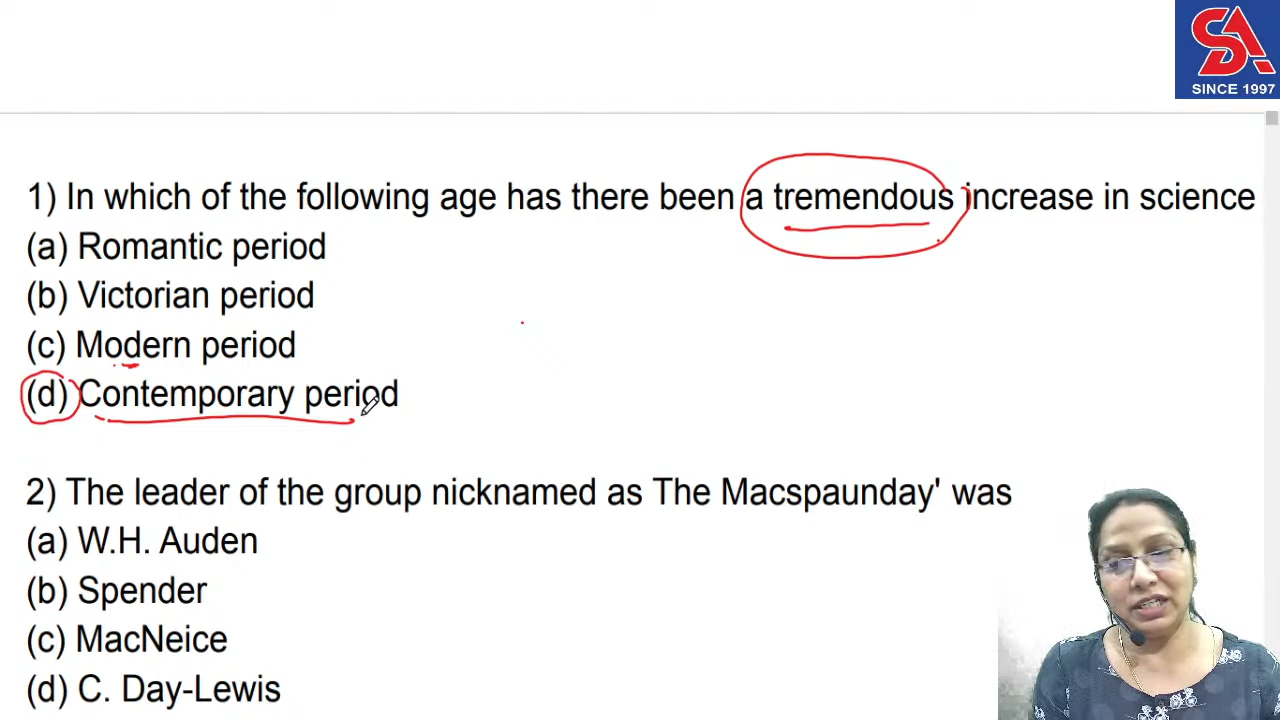 SA
SINCE 1997
1) In which of the following age has there been a tremendous increase in science
(a) Romantic period
(b) Victorian period
(c) Modern period
(d) Contemporary period
2) The leader of the group nicknamed as The Macspaunday' was
(a) W.H. Auden
(b) Spender
(c) MacNeice
(d) C. Day-Lewis